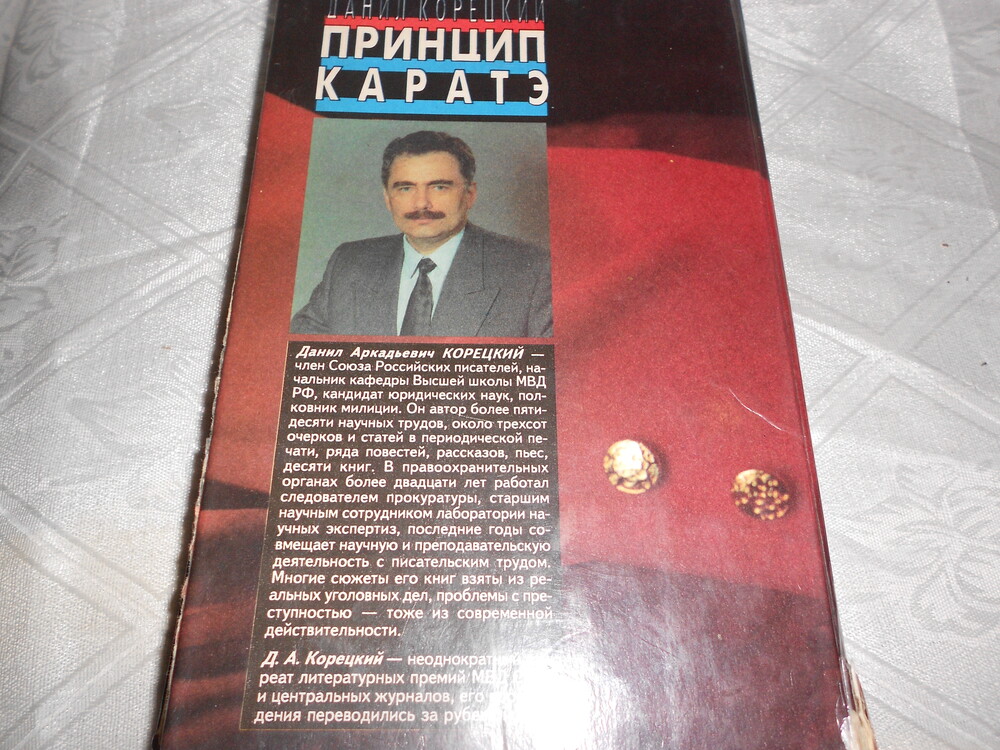 ДАНИЛ КОРЕЦКИЙ
ПРИНЦИП
КАРАТЭ
Данил Аркадьевич КОРЕЦКИЙ —
член Союза Российских писателей, на-
чальник кафедры Высшей школы МВД
РФ, кандидат юридических наук, пол-
ковник милиции. Он автор более пяти-
десяти научных трудов, около трехсот
очерков и статей в периодической пе-
чати, ряда повестей, рассказов, пьес,
десяти книг. В правоохранительных
органах более двадцати лет работал
следователем прокуратуры, старшим
научным сотрудником лаборатории на-
учных экспертиз, последние годы со-
вмещает научную и преподавательскую
деятельность с писательским трудом.
Многие сюжеты его книг взяты из ре-
альных уголовных дел, проблемы с пре-
ступностью — тоже из современной
действительности.
Д. А. Корецкий —
реат литературных премий МВД
и центральных журналов, его
дения переводились за